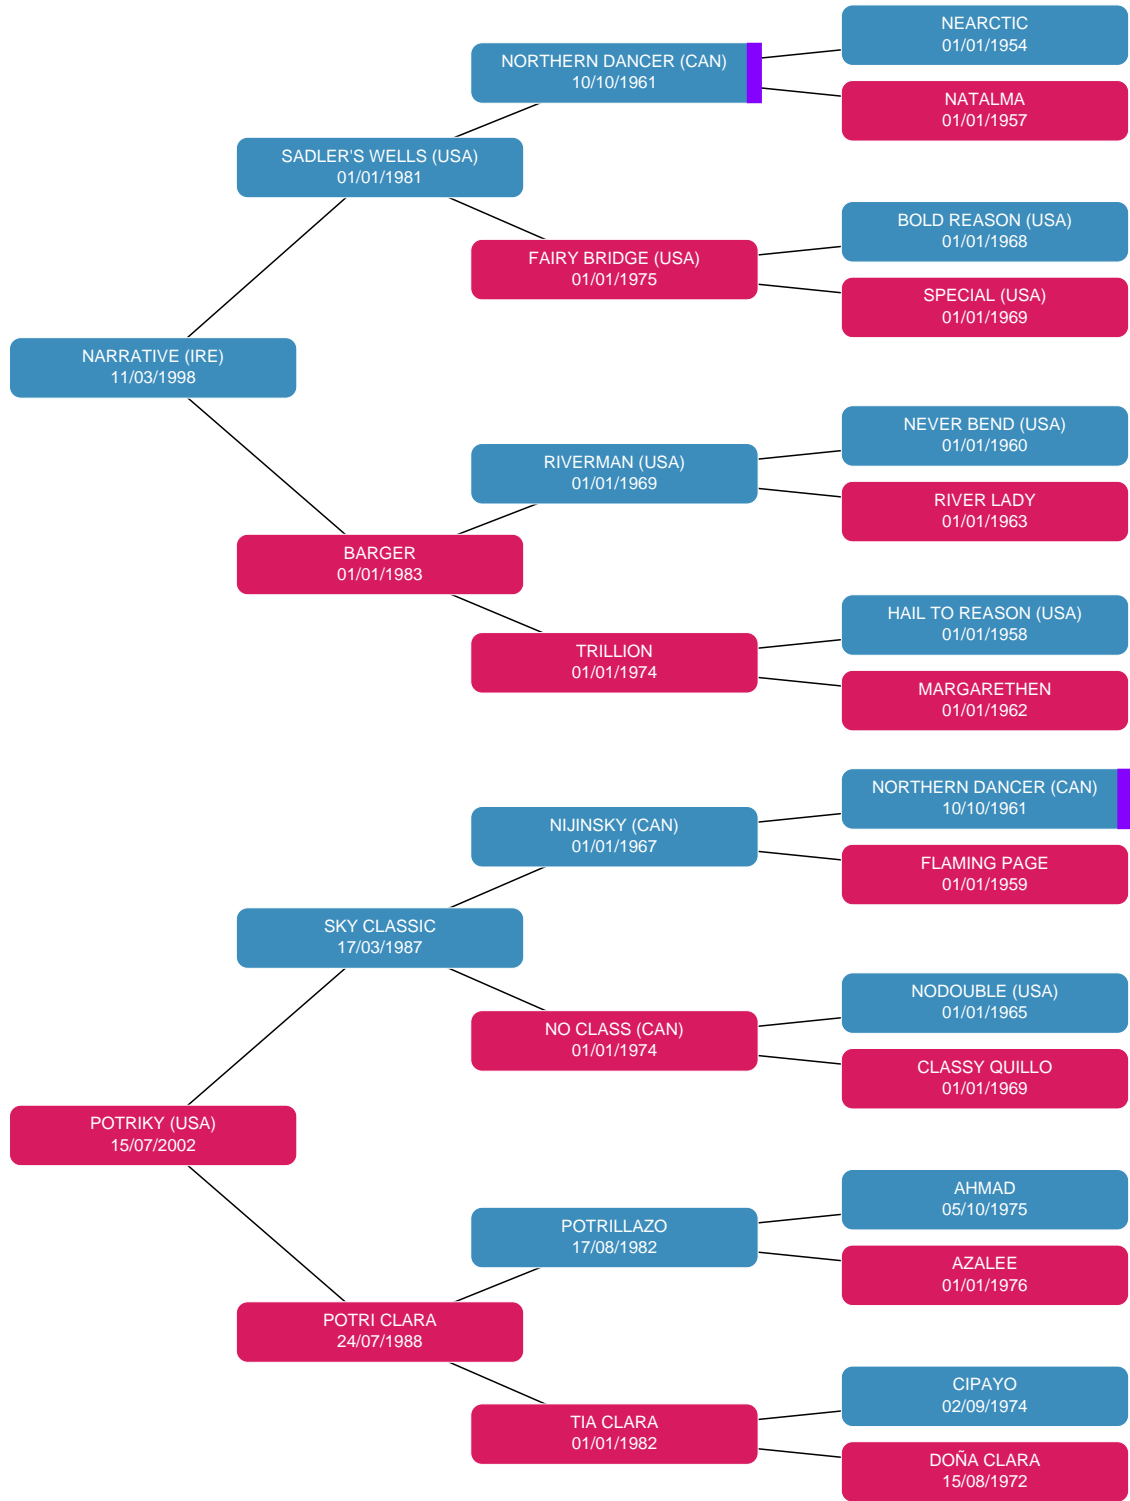 NEARCTIC
01/01/1954
NORTHERN DANCER (CAN)
10/10/1961
NATALMA
01/01/1957
SADLER'S WELLS (USA)
01/01/1981
BOLD REASON (USA)
01/01/1968
FAIRY BRIDGE (USA)
01/01/1975
SPECIAL (USA)
01/01/1969
NARRATIVE (IRE)
11/03/1998
NEVER BEND (USA)
01/01/1960
RIVERMAN (USA)
01/01/1969
RIVER LADY
01/01/1963
BARGER
01/01/1983
HAIL TO REASON (USA)
01/01/1958
TRILLION
01/01/1974
MARGARETHEN
01/01/1962
NORTHERN DANCER (CAN)
10/10/1961
NIJINSKY (CAN)
01/01/1967
FLAMING PAGE
01/01/1959
SKY CLASSIC
17/03/1987
NODOUBLE (USA)
01/01/1965
NO CLASS (CAN)
01/01/1974
CLASSY QUILLO
01/01/1969
POTRIKY (USA)
15/07/2002
AHMAD
05/10/1975
POTRILLAZO
17/08/1982
AZALEE
01/01/1976
POTRI CLARA
24/07/1988
CIPAYO
02/09/1974
TIA CLARA
01/01/1982
DOÑA CLARA
15/08/1972